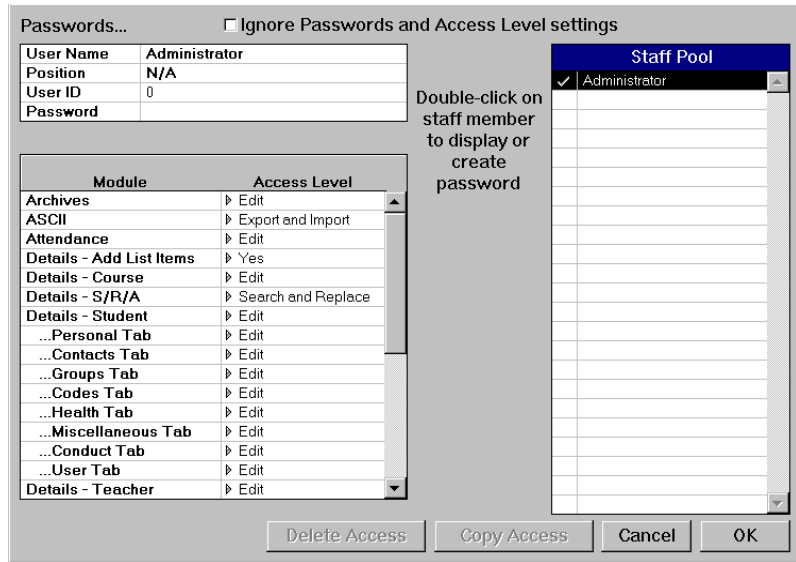 Passwords...
Ignore Passwords and Access Level settings
User Name Administrator
Position N/A
User ID 0
Password
Double-click on
staff member
to display or
create
password
Staff Pool
Administrator
Module Access Level
Archives Edit
ASCII Export and Import
Attendance Edit
Details - Add List Items Yes
Details - Course Edit
Details - S/R/A Search and Replace
Details - Student Edit
...Personal Tab Edit
...Contacts Tab Edit
...Groups Tab Edit
...Codes Tab Edit
...Health Tab Edit
...Miscellaneous Tab Edit
...Conduct Tab Edit
...User Tab Edit
Details - Teacher Edit
Delete Access
Copy Access
Cancel
OK